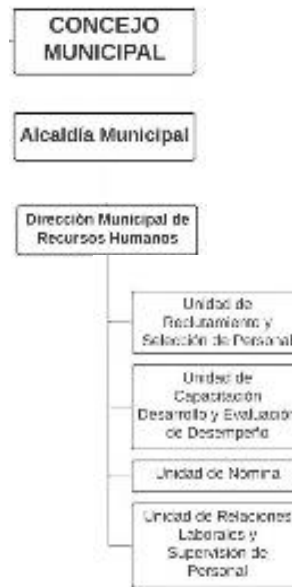 CONCEJO
MUNICIPAL
Alcaldía Municipal
Dirección Municipal de
Recursos Humanos
Unidad de
Reclutamiento y
Selección de Personal
Unidad de
Capacitación
Desarrollo y Evaluación
de Desempeño
Unidad de Nómina
Unidad de Relaciones
Laborales y
Supervisión de
Personal